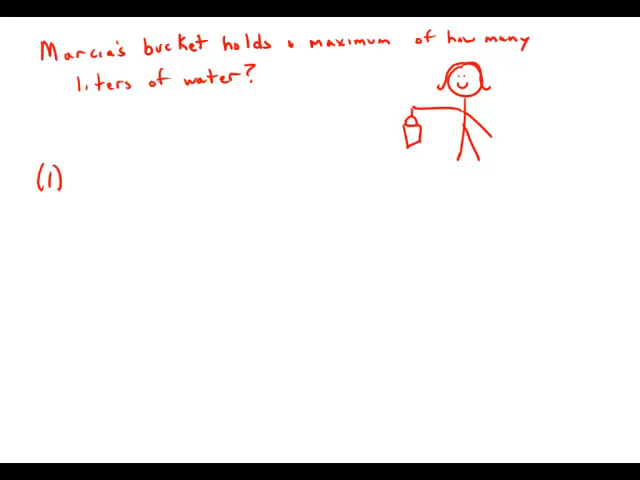 Marcia's bucket holds a maximum of how many
liters of water?
(1)